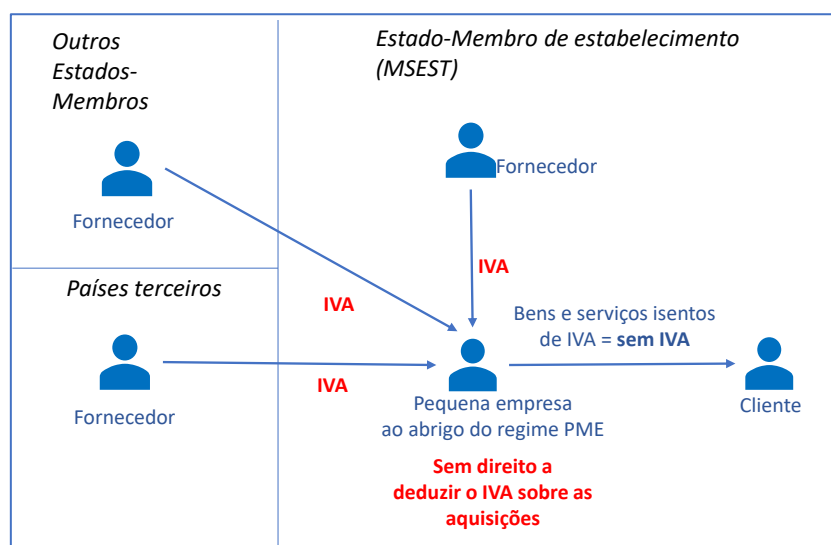 Outros
Estados-
Membros
Estado-Membro de estabelecimento
(MSEST)
Fornecedor
Fornecedor
IVA
Países terceiros
IVA
Bens e serviços isentos
de IVA = sem IVA
IVA
Fornecedor
Pequena empresa
ao abrigo do regime PME
Cliente
Sem direito a
deduzir o IVA sobre as
aquisições